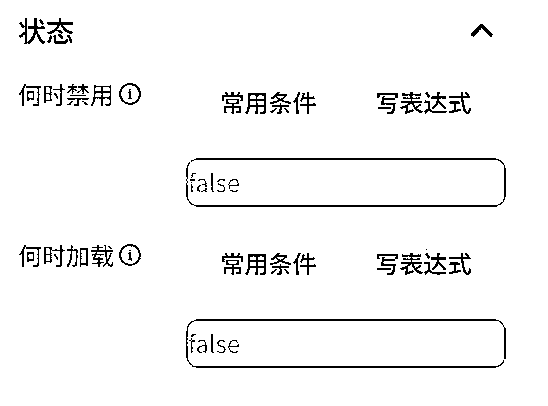 状态
何时禁用 常用条件 写表达式
false
何时加载 常用条件 写表达式
false